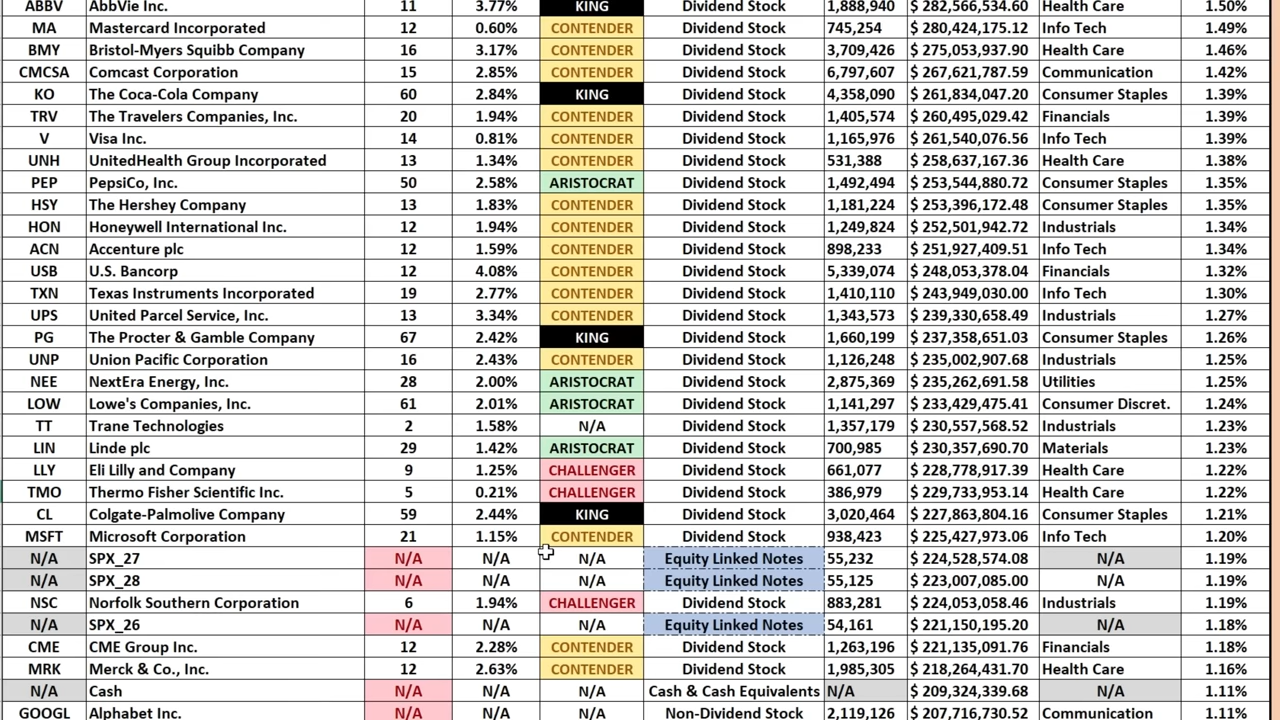 ABBV AbbVie Inc. 11 3.77% KING Dividend Stock 1,888,940 $ 282,566,534.60 Health Care 1.50%
MA Mastercard Incorporated 12 0.60% CONTENDER Dividend Stock 745,254 $ 280,424,175.12 Info Tech 1.49%
BMY Bristol-Myers Squibb Company 16 3.17% CONTENDER Dividend Stock 3,709,426 $ 275,053,937.90 Health Care 1.46%
CMCSA Comcast Corporation 15 2.85% CONTENDER Dividend Stock 6,797,607 $ 267,621,787.59 Communication 1.42%
KO The Coca-Cola Company 60 2.84% KING Dividend Stock 4,358,090 $ 261,834,047.20 Consumer Staples 1.39%
TRV The Travelers Companies, Inc. 20 1.94% CONTENDER Dividend Stock 1,405,574 $ 260,495,029.42 Financials 1.39%
V Visa Inc. 14 0.81% CONTENDER Dividend Stock 1,165,976 $ 261,540,076.56 Info Tech 1.39%
UNH UnitedHealth Group Incorporated 13 1.34% CONTENDER Dividend Stock 531,388 $ 258,637,167.36 Health Care 1.38%
PEP PepsiCo, Inc. 50 2.58% ARISTOCRAT Dividend Stock 1,492,494 $ 253,544,880.72 Consumer Staples 1.35%
HSY The Hershey Company 13 1.83% CONTENDER Dividend Stock 1,181,224 $ 253,396,172.48 Consumer Staples 1.35%
HON Honeywell International Inc. 12 1.94% CONTENDER Dividend Stock 1,249,824 $ 252,501,942.72 Industrials 1.34%
ACN Accenture plc 12 1.59% CONTENDER Dividend Stock 898,233 $ 251,927,409.51 Info Tech 1.34%
USB U.S. Bancorp 12 4.08% CONTENDER Dividend Stock 5,339,074 $ 248,053,378.04 Financials 1.32%
TXN Texas Instruments Incorporated 19 2.77% CONTENDER Dividend Stock 1,410,110 $ 243,949,030.00 Info Tech 1.30%
UPS United Parcel Service, Inc. 13 3.34% CONTENDER Dividend Stock 1,343,573 $ 239,330,658.49 Industrials 1.27%
PG The Procter & Gamble Company 67 2.42% KING Dividend Stock 1,660,199 $ 237,358,651.03 Consumer Staples 1.26%
UNP Union Pacific Corporation 16 2.43% CONTENDER Dividend Stock 1,126,248 $ 235,002,907.68 Industrials 1.25%
NEE NextEra Energy, Inc. 28 2.00% ARISTOCRAT Dividend Stock 2,875,369 $ 235,262,691.58 Utilities 1.25%
LOW Lowe's Companies, Inc. 61 2.01% ARISTOCRAT Dividend Stock 1,141,297 $ 233,429,475.41 Consumer Discret. 1.24%
TT Trane Technologies 2 1.58% N/A Dividend Stock 1,357,179 $ 230,557,568.52 Industrials 1.23%
LIN Linde plc 29 1.42% ARISTOCRAT Dividend Stock 700,985 $ 230,357,690.70 Materials 1.23%
LLY Eli Lilly and Company 9 1.25% CHALLENGER Dividend Stock 661,077 $ 228,778,917.39 Health Care 1.22%
TMO Thermo Fisher Scientific Inc. 5 0.21% CHALLENGER Dividend Stock 386,979 $ 229,733,953.14 Health Care 1.22%
CL Colgate-Palmolive Company 59 2.44% KING Dividend Stock 3,020,464 $ 227,863,804.16 Consumer Staples 1.21%
MSFT Microsoft Corporation 21 1.15% CONTENDER Dividend Stock 938,423 $ 225,427,973.06 Info Tech 1.20%
N/A SPX_27 N/A N/A N/A Equity Linked Notes 55,232 $ 224,528,574.08 N/A 1.19%
N/A SPX_28 N/A N/A N/A Equity Linked Notes 55,125 $ 223,007,085.00 N/A 1.19%
NSC Norfolk Southern Corporation 6 1.94% CHALLENGER Dividend Stock 883,281 $ 224,053,058.46 Industrials 1.19%
N/A SPX_26 N/A N/A N/A Equity Linked Notes 54,161 $ 221,150,195.20 N/A 1.18%
CME CME Group Inc. 12 2.28% CONTENDER Dividend Stock 1,263,196 $ 221,135,091.76 Financials 1.18%
MRK Merck & Co., Inc. 12 2.63% CONTENDER Dividend Stock 1,985,305 $ 218,264,431.70 Health Care 1.16%
N/A Cash N/A N/A N/A Cash & Cash Equivalents N/A $ 209,324,339.68 N/A 1.11%
GOOGL Alphabet Inc. N/A N/A N/A Non-Dividend Stock 2,119,126 $ 207,716,730.52 Communication 1.11%